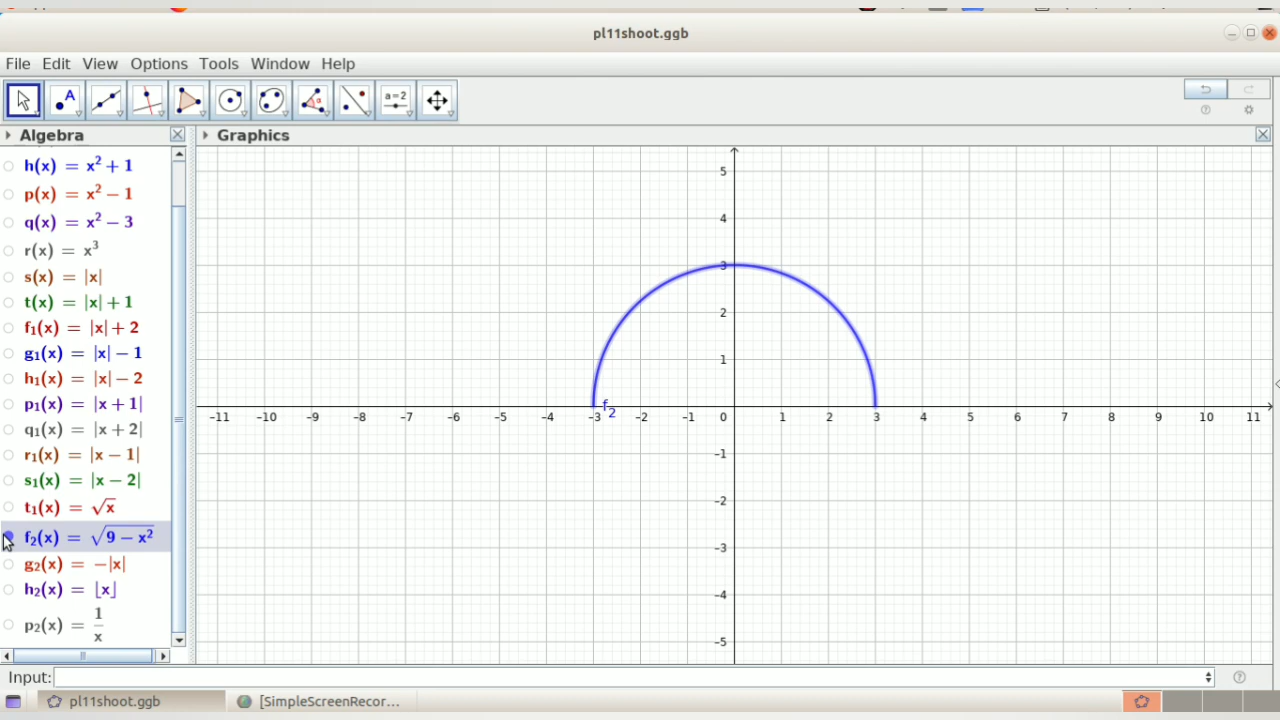 pl11shoot.ggb
File Edit View Options Tools Window Help
A a=2
Algebra
Graphics
h(x) = x² + 1
p(x) = x² − 1
q(x) = x² − 3
r(x) = x³
s(x) = |x|
t(x) = |x| + 1
f₁(x) = |x| + 2
g₁(x) = |x| − 1
h₁(x) = |x| − 2
p₁(x) = |x + 1|
q₁(x) = |x + 2|
r₁(x) = |x − 1|
s₁(x) = |x − 2|
t₁(x) = √x
f₂(x) = √(9 − x²)
g₂(x) = −|x|
h₂(x) = ⌊x⌋
p₂(x) = 1/x
5
4
3
2
1
f₂
-11 -10 -9 -8 -7 -6 -5 -4 -3 -2 -1 0 1 2 3 4 5 6 7 8 9 10 11
-1
-2
-3
-4
-5
Input:
pl11shoot.ggb
[SimpleScreenRecor...